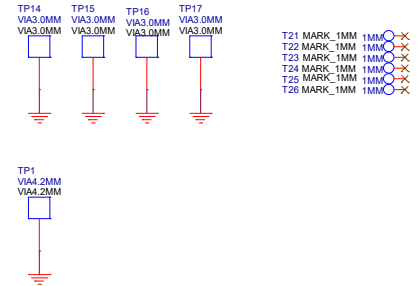 TP14
VIA3.0MM
VIA3.0MM
TP15
VIA3.0MM
VIA3.0MM
TP16
VIA3.0MM
VIA3.0MM
TP17
VIA3.0MM
VIA3.0MM
T21 MARK_1MM 1MM
T22 MARK_1MM 1MM
T23 MARK_1MM 1MM
T24 MARK_1MM 1MM
T25 MARK_1MM 1MM
T26 MARK_1MM 1MM
TP1
VIA4.2MM
VIA4.2MM